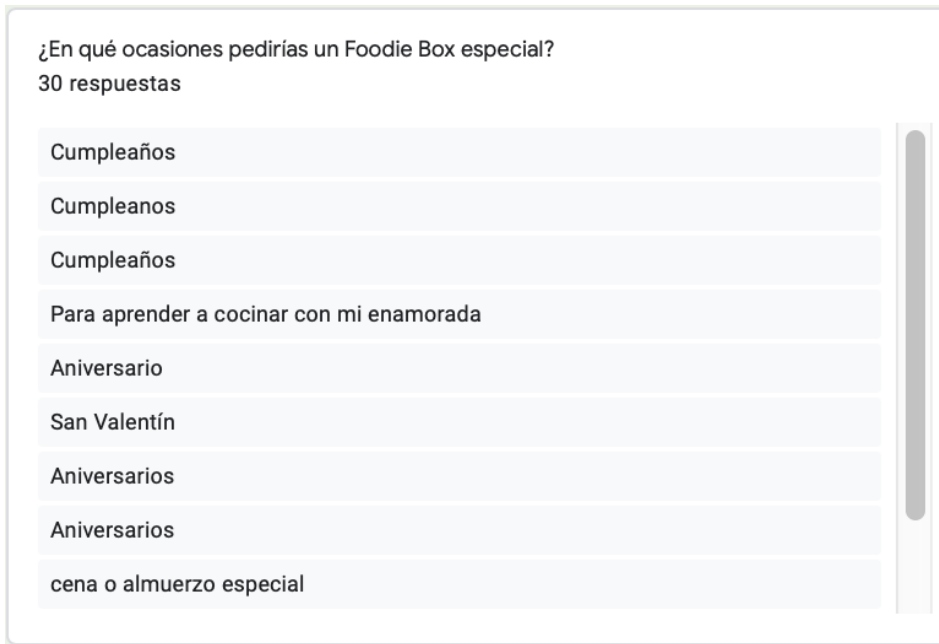 ¿En qué ocasiones pedirías un Foodie Box especial?
30 respuestas
Cumpleaños
Cumpleanos
Cumpleaños
Para aprender a cocinar con mi enamorada
Aniversario
San Valentín
Aniversarios
Aniversarios
cena o almuerzo especial